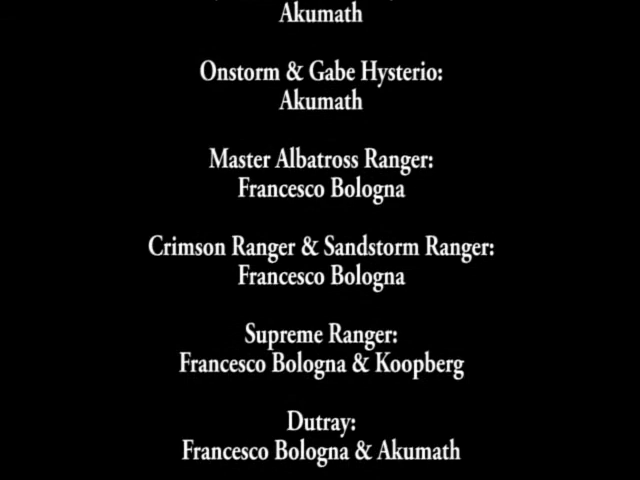 Akumath
Onstorm & Gabe Hysterio:
Akumath
Master Albatross Ranger:
Francesco Bologna
Crimson Ranger & Sandstorm Ranger:
Francesco Bologna
Supreme Ranger:
Francesco Bologna & Koopberg
Dutray:
Francesco Bologna & Akumath